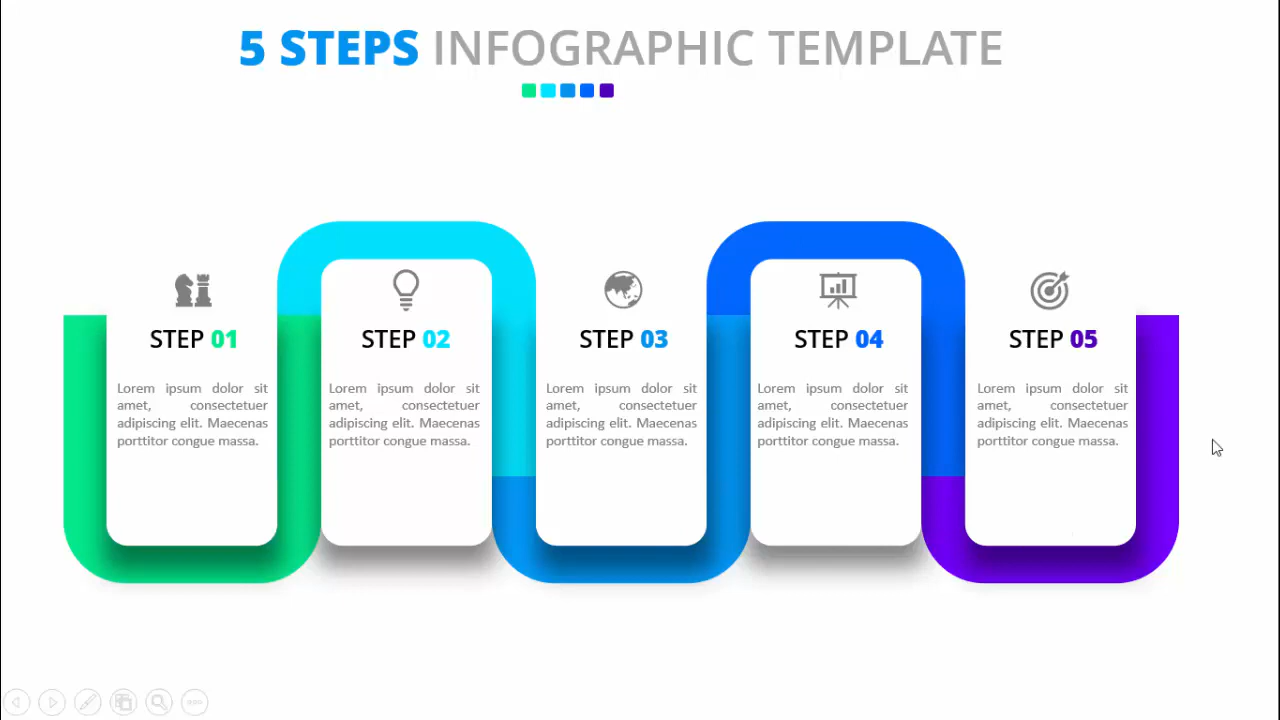 5 STEPS INFOGRAPHIC TEMPLATE
STEP 01
Lorem ipsum dolor sit
amet, consectetuer
adipiscing elit. Maecenas
porttitor congue massa.
STEP 02
Lorem ipsum dolor sit
amet, consectetuer
adipiscing elit. Maecenas
porttitor congue massa.
STEP 03
Lorem ipsum dolor sit
amet, consectetuer
adipiscing elit. Maecenas
porttitor congue massa.
STEP 04
Lorem ipsum dolor sit
amet, consectetuer
adipiscing elit. Maecenas
porttitor congue massa.
STEP 05
Lorem ipsum dolor sit
amet, consectetuer
adipiscing elit. Maecenas
porttitor congue massa.